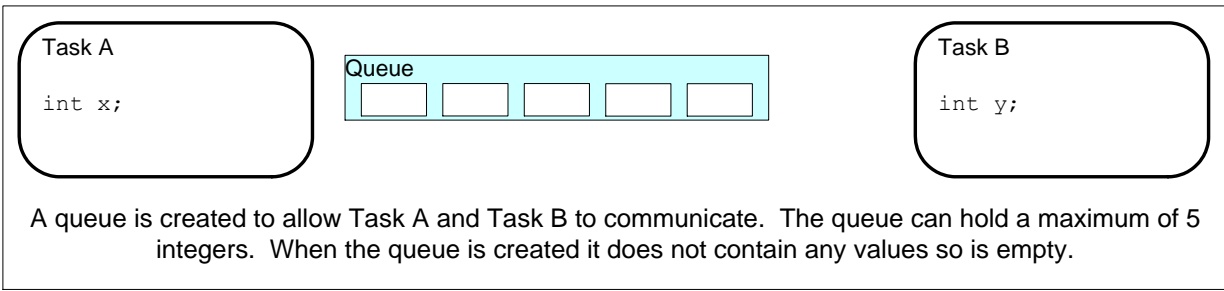 Task A
int x;
Queue
Task B
int y;
A queue is created to allow Task A and Task B to communicate.  The queue can hold a maximum of 5
integers.  When the queue is created it does not contain any values so is empty.